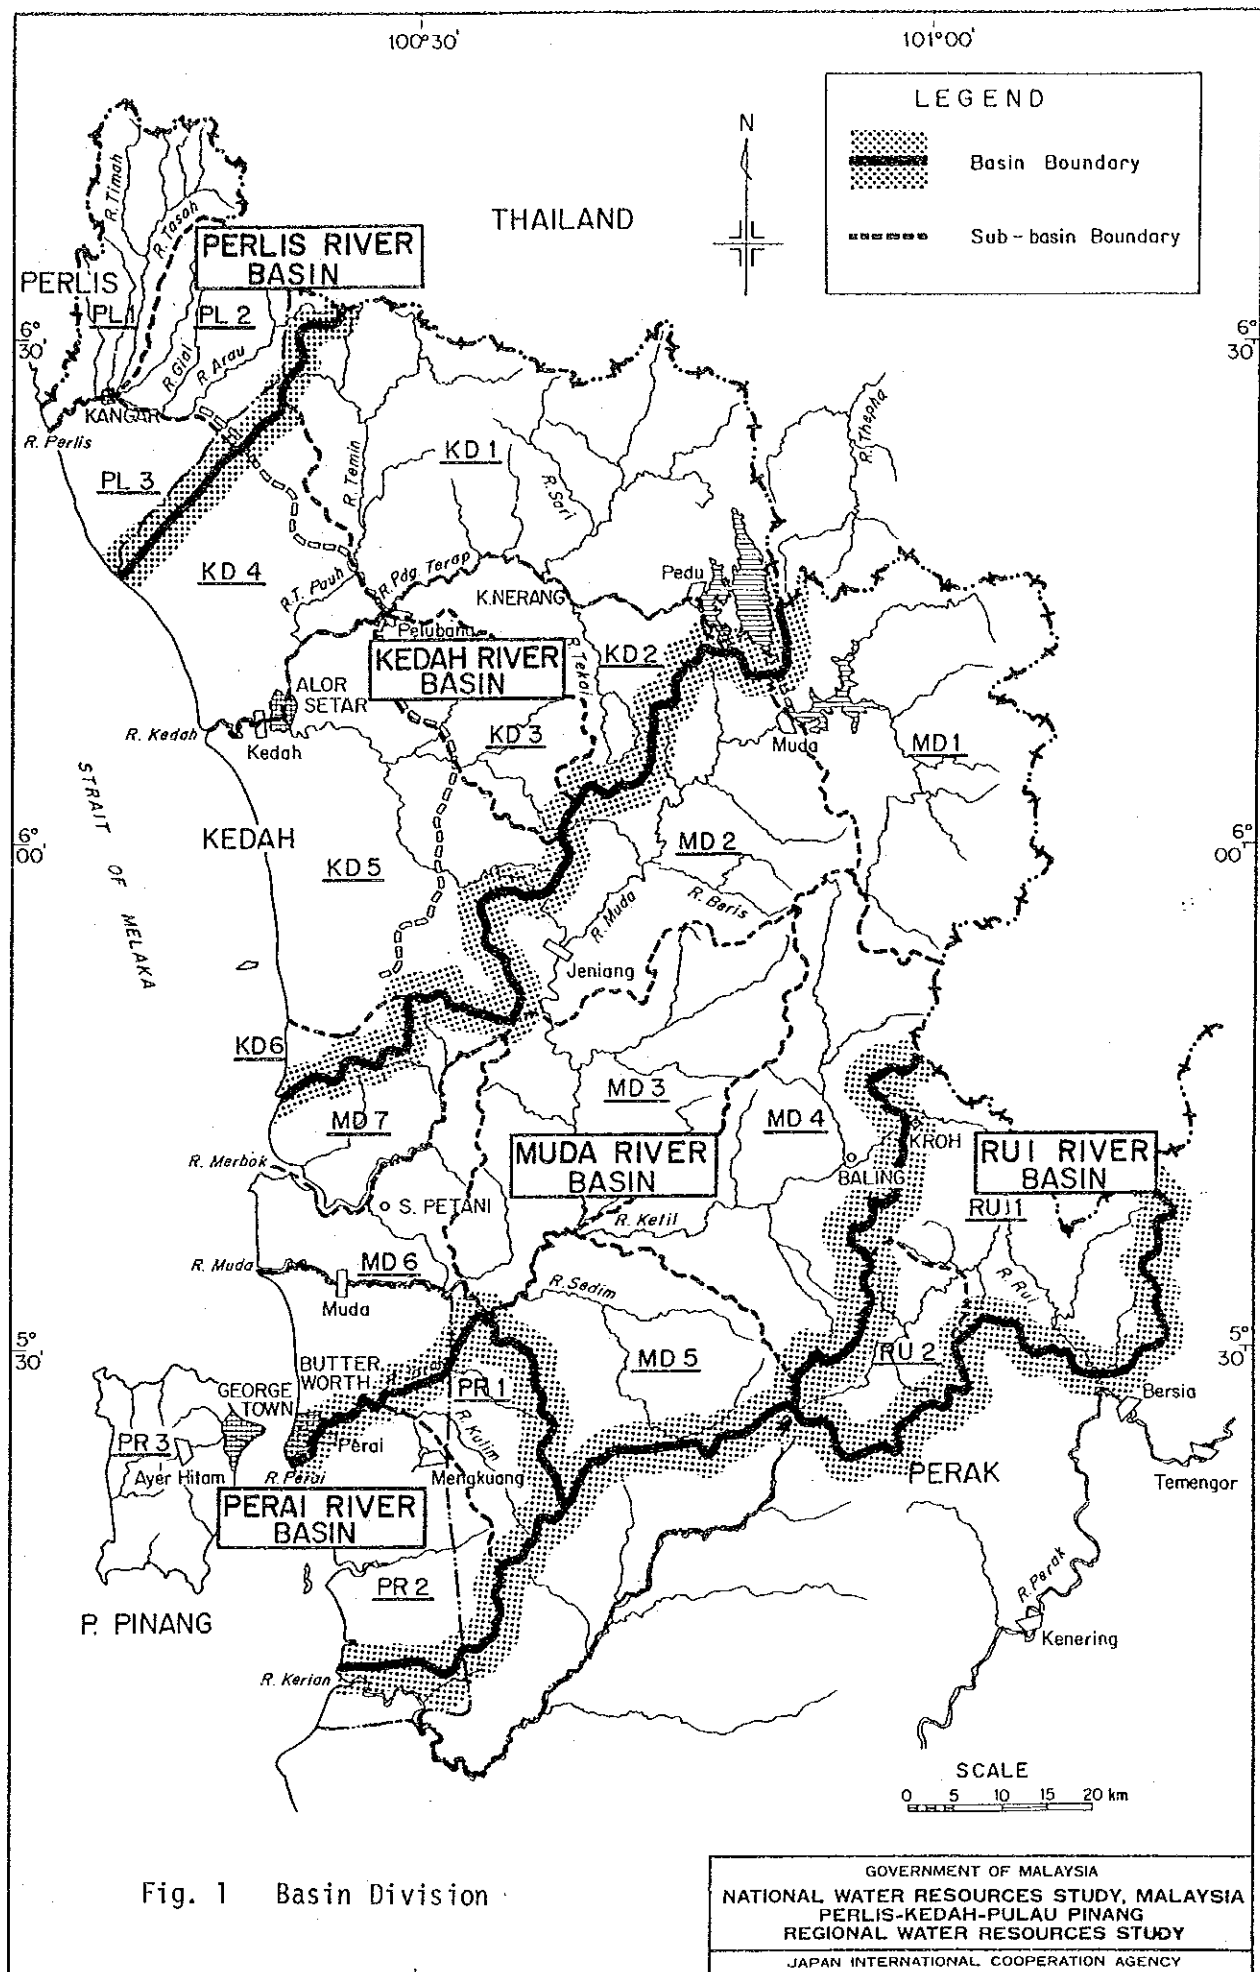 100°30'
101°00'
LEGEND
Basin Boundary
Sub-basin Boundary
N
THAILAND
R. Timah
R. Tasoh
PERLIS RIVER
BASIN
PERLIS
PL 1
PL 2
6°
30'
6°
30'
R. Gial
R. Arau
KANGAR
R. Perlis
R. Thepha
PL 3
KD 1
R. Temin
R. Sari
KD 4
R. T. Pauh
R. Pdg Terap
Pedu
K.NERANG
Pelubang
KEDAH RIVER
BASIN
R. Tekai
KD 2
ALOR
SETAR
R. Kedah
Kedah
KD 3
Muda
MD 1
STRAIT OF MELAKA
KEDAH
6°
00'
6°
00'
MD 2
KD 5
R. Muda
R. Beris
Jeniang
KD 6
MD 3
MD 7
MD 4
KROH
MUDA RIVER
BASIN
RUI RIVER
BASIN
R. Merbok
BALING
S. PETANI
R. Ketil
RU 1
R. Muda
MD 6
Muda
R. Sedim
R. Rui
5°
30'
5°
30'
RU 2
MD 5
BUTTER
WORTH
GEORGE
TOWN
PR 1
Bersia
PR 3
R. Kulim
Perai
Ayer Hitam
R. Perai
Mengkuang
PERAK
Temengor
PERAI RIVER
BASIN
PR 2
R. Perak
P. PINANG
Kenering
R. Kerian
SCALE
0 5 10 15 20 km
Fig. 1 Basin Division
GOVERNMENT OF MALAYSIA
NATIONAL WATER RESOURCES STUDY, MALAYSIA
PERLIS-KEDAH-PULAU PINANG
REGIONAL WATER RESOURCES STUDY
JAPAN INTERNATIONAL COOPERATION AGENCY